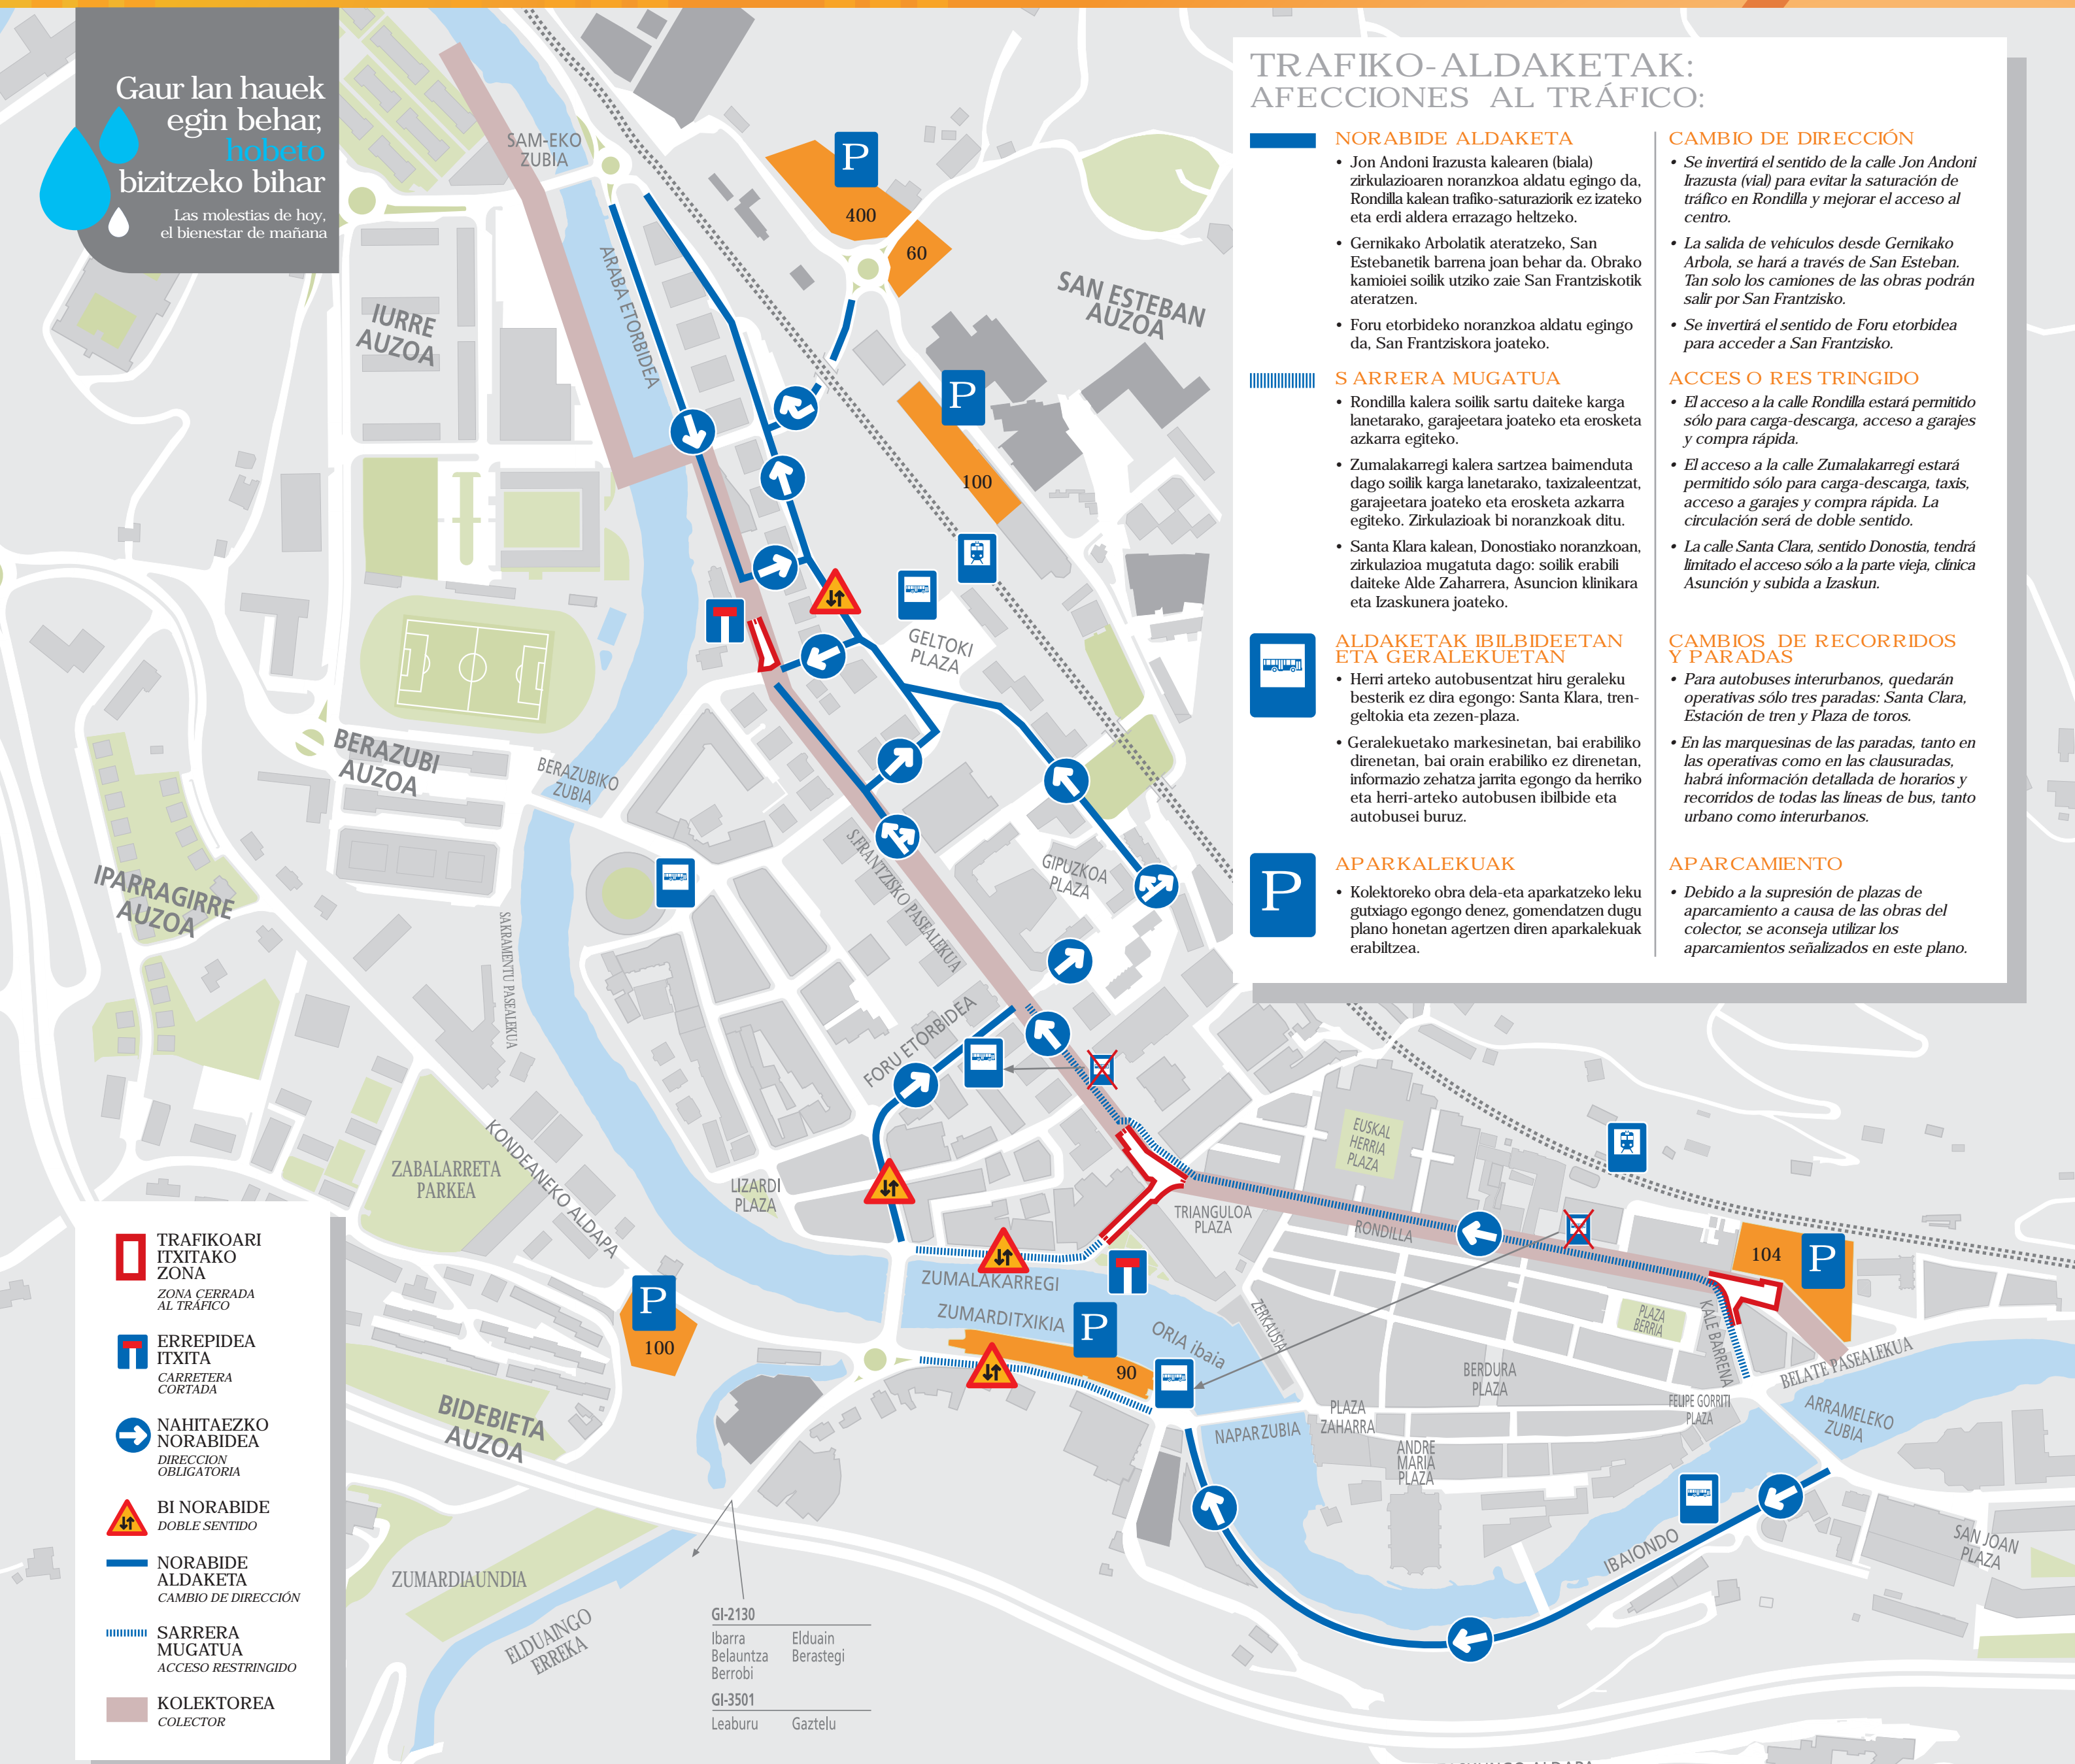 Gaur lan hauek
egin behar,
hobeto
bizitzeko bihar
Las molestias de hoy,
el bienestar de mañana
TRAFIKO-ALDAKETAK:
AFECCIONES AL TRÁFICO:
NORABIDE ALDAKETA
• Jon Andoni Irazusta kalearen (biala)
zirkulazioaren noranzkoa aldatu egingo da,
Rondilla kalean trafiko-saturaziorik ez izateko
eta erdi aldera errazago heltzeko.
• Gernikako Arbolatik ateratzeko, San
Estebanetik barrena joan behar da. Obrako
kamioiei soilik utziko zaie San Frantziskotik
ateratzen.
• Foru etorbideko noranzkoa aldatu egingo
da, San Frantziskora joateko.
CAMBIO DE DIRECCIÓN
• Se invertirá el sentido de la calle Jon Andoni
Irazusta (vial) para evitar la saturación de
tráfico en Rondilla y mejorar el acceso al
centro.
• La salida de vehículos desde Gernikako
Arbola, se hará a través de San Esteban.
Tan solo los camiones de las obras podrán
salir por San Frantzisko.
• Se invertirá el sentido de Foru etorbidea
para acceder a San Frantzisko.
SARRERA MUGATUA
• Rondilla kalera soilik sartu daiteke karga
lanetarako, garajeetara joateko eta erosketa
azkarra egiteko.
• Zumalakarregi kalera sartzea baimenduta
dago soilik karga lanetarako, taxizaleentzat,
garajeetara joateko eta erosketa azkarra
egiteko. Zirkulazioak bi noranzkoak ditu.
• Santa Klara kalean, Donostiako noranzkoan,
zirkulazioa mugatuta dago: soilik erabili
daiteke Alde Zaharrera, Asuncion klinikara
eta Izaskunera joateko.
ACCESO RESTRINGIDO
• El acceso a la calle Rondilla estará permitido
sólo para carga-descarga, acceso a garajes
y compra rápida.
• El acceso a la calle Zumalakarregi estará
permitido sólo para carga-descarga, taxis,
acceso a garajes y compra rápida. La
circulación será de doble sentido.
• La calle Santa Clara, sentido Donostia, tendrá
limitado el acceso sólo a la parte vieja, clínica
Asunción y subida a Izaskun.
ALDAKETAK IBILBIDEETAN
ETA GERALEKUETAN
• Herri arteko autobusentzat hiru geraleku
besterik ez dira egongo: Santa Klara, tren-
geltokia eta zezen-plaza.
• Geralekuetako markesinetan, bai erabiliko
direnetan, bai orain erabiliko ez direnetan,
informazio zehatza jarrita egongo da herriko
eta herri-arteko autobusen ibilbide eta
autobusei buruz.
CAMBIOS DE RECORRIDOS
Y PARADAS
• Para autobuses interurbanos, quedarán
operativas sólo tres paradas: Santa Clara,
Estación de tren y Plaza de toros.
• En las marquesinas de las paradas, tanto en
las operativas como en las clausuradas,
habrá información detallada de horarios y
recorridos de todas las líneas de bus, tanto
urbano como interurbanos.
P
APARKALEKUAK
• Kolektoreko obra dela-eta aparkatzeko leku
gutxiago egongo denez, gomendatzen dugu
plano honetan agertzen diren aparkalekuak
erabiltzea.
APARCAMIENTO
• Debido a la supresión de plazas de
aparcamiento a causa de las obras del
colector, se aconseja utilizar los
aparcamientos señalizados en este plano.
SAM-EKO
ZUBIA
P
400
60
ARABA ETORBIDEA
IURRE
AUZOA
SAN ESTEBAN
AUZOA
P
100
GELTOKI
PLAZA
BERAZUBI
AUZOA
BERAZUBIKO
ZUBIA
IPARRAGIRRE
AUZOA
SAKRAMENTU PASEALEKUA
S.FRANTZISKO PASEALEKUA
GIPUZKOA
PLAZA
FORU ETORBIDEA
KONDEANEKO ALDAPA
ZABALARRETA
PARKEA
LIZARDI
PLAZA
EUSKAL
HERRIA
PLAZA
TRIANGULOA
PLAZA
RONDILLA
104
P
ZUMALAKARREGI
ZUMARDITXIKIA
P
90
ORIA ibaia
ZERKAUSIA
P
100
PLAZA
BERRIA
KALE BARRENA
BELATE PASEALEKUA
BERDURA
PLAZA
FELIPE GORRITI
PLAZA
ARRAMELEKO
ZUBIA
NAPARZUBIA
PLAZA
ZAHARRA
ANDRE
MARIA
PLAZA
BIDEBIETA
AUZOA
IBAIONDO
SAN JOAN
PLAZA
ZUMARDIAUNDIA
ELDUAINGO
ERREKA
GI-2130
Ibarra Elduain
Belauntza Berastegi
Berrobi
GI-3501
Leaburu Gaztelu
TRAFIKOARI
ITXITAKO
ZONA
ZONA CERRADA
AL TRÁFICO
ERREPIDEA
ITXITA
CARRETERA
CORTADA
NAHITAEZKO
NORABIDEA
DIRECCION
OBLIGATORIA
BI NORABIDE
DOBLE SENTIDO
NORABIDE
ALDAKETA
CAMBIO DE DIRECCIÓN
SARRERA
MUGATUA
ACCESO RESTRINGIDO
KOLEKTOREA
COLECTOR